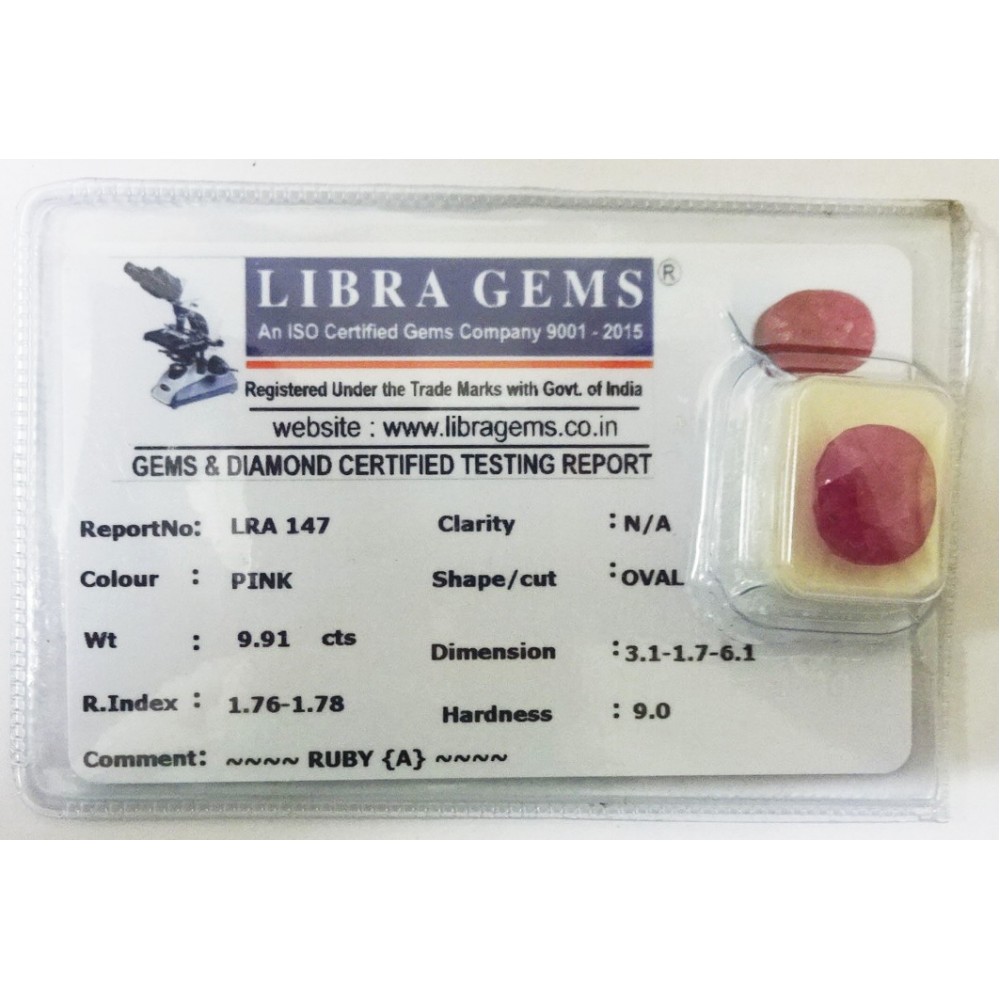 LIBRA GEMS ®
An ISO Certified Gems Company 9001 - 2015
Registered Under the Trade Marks with Govt. of India
website : www.libragems.co.in
GEMS & DIAMOND CERTIFIED TESTING REPORT
ReportNo: LRA 147 Clarity : N/A
Colour : PINK Shape/cut : OVAL
Wt : 9.91 cts Dimension : 3.1-1.7-6.1
R.Index : 1.76-1.78 Hardness : 9.0
Comment: ~~~~ RUBY {A} ~~~~